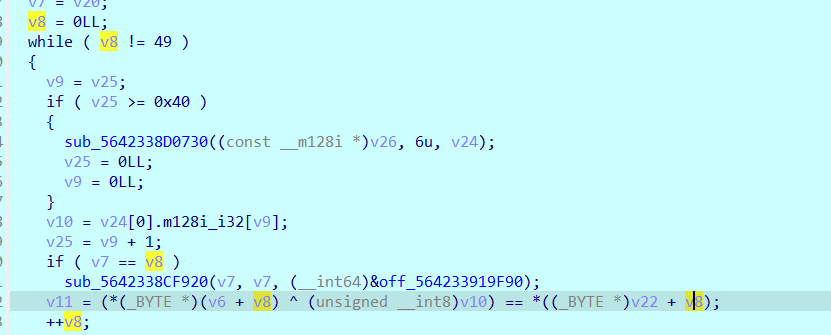 v7 = v20;
v8 = 0LL;
while ( v8 != 49 )
{
v9 = v25;
if ( v25 >= 0x40 )
{
sub_5642338D0730((const __m128i *)v26, 6u, v24);
v25 = 0LL;
v9 = 0LL;
}
v10 = v24[0].m128i_i32[v9];
v25 = v9 + 1;
if ( v7 == v8 )
sub_5642338CF920(v7, v7, (__int64)&off_564233919F90);
v11 = (*(_BYTE *)(v6 + v8) ^ (unsigned __int8)v10) == *((_BYTE *)v22 + v8);
++v8;